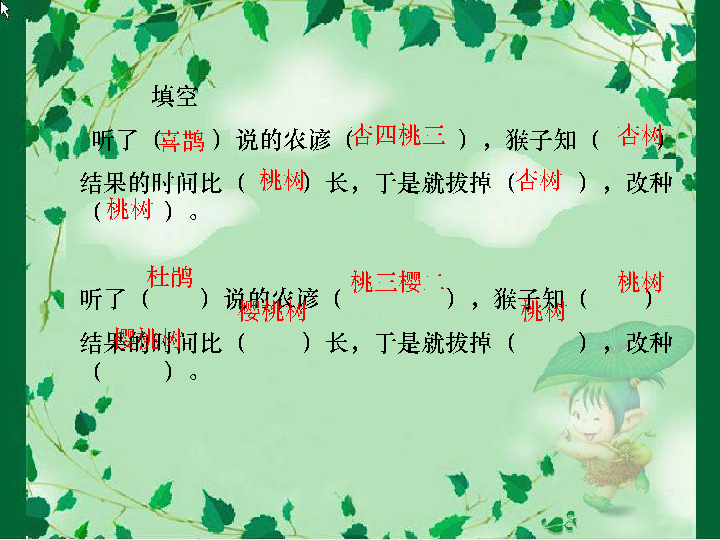 填空
听了（喜鹊）说的农谚（杏四桃三），猴子知（杏树）
结果的时间比（桃树）长，于是就拔掉（杏树），改种
（桃树）。
杜鹃 桃三樱二 桃树
听了（ ）说的农谚（ ），猴子知（ ）
樱桃树 桃树
结果的时间比（ ）长，于是就拔掉（ ），改种
樱桃树
（ ）。